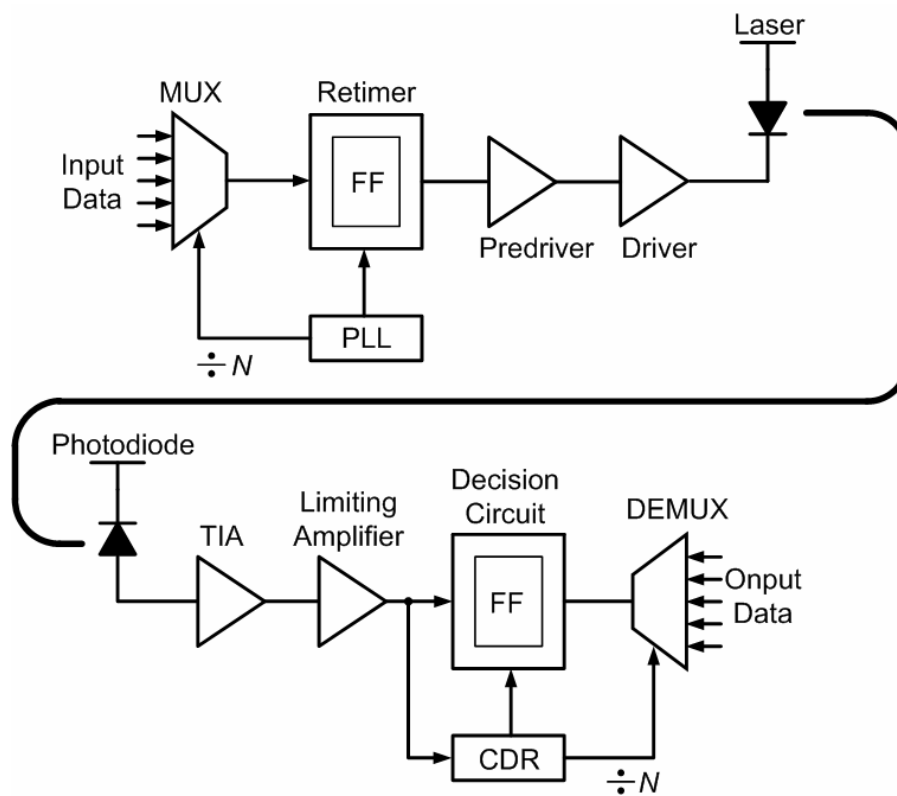 Laser
MUX
Retimer
Input
Data
FF
Predriver
Driver
PLL
÷N
Photodiode
TIA
Limiting
Amplifier
Decision
Circuit
DEMUX
FF
Onput
Data
CDR
÷N